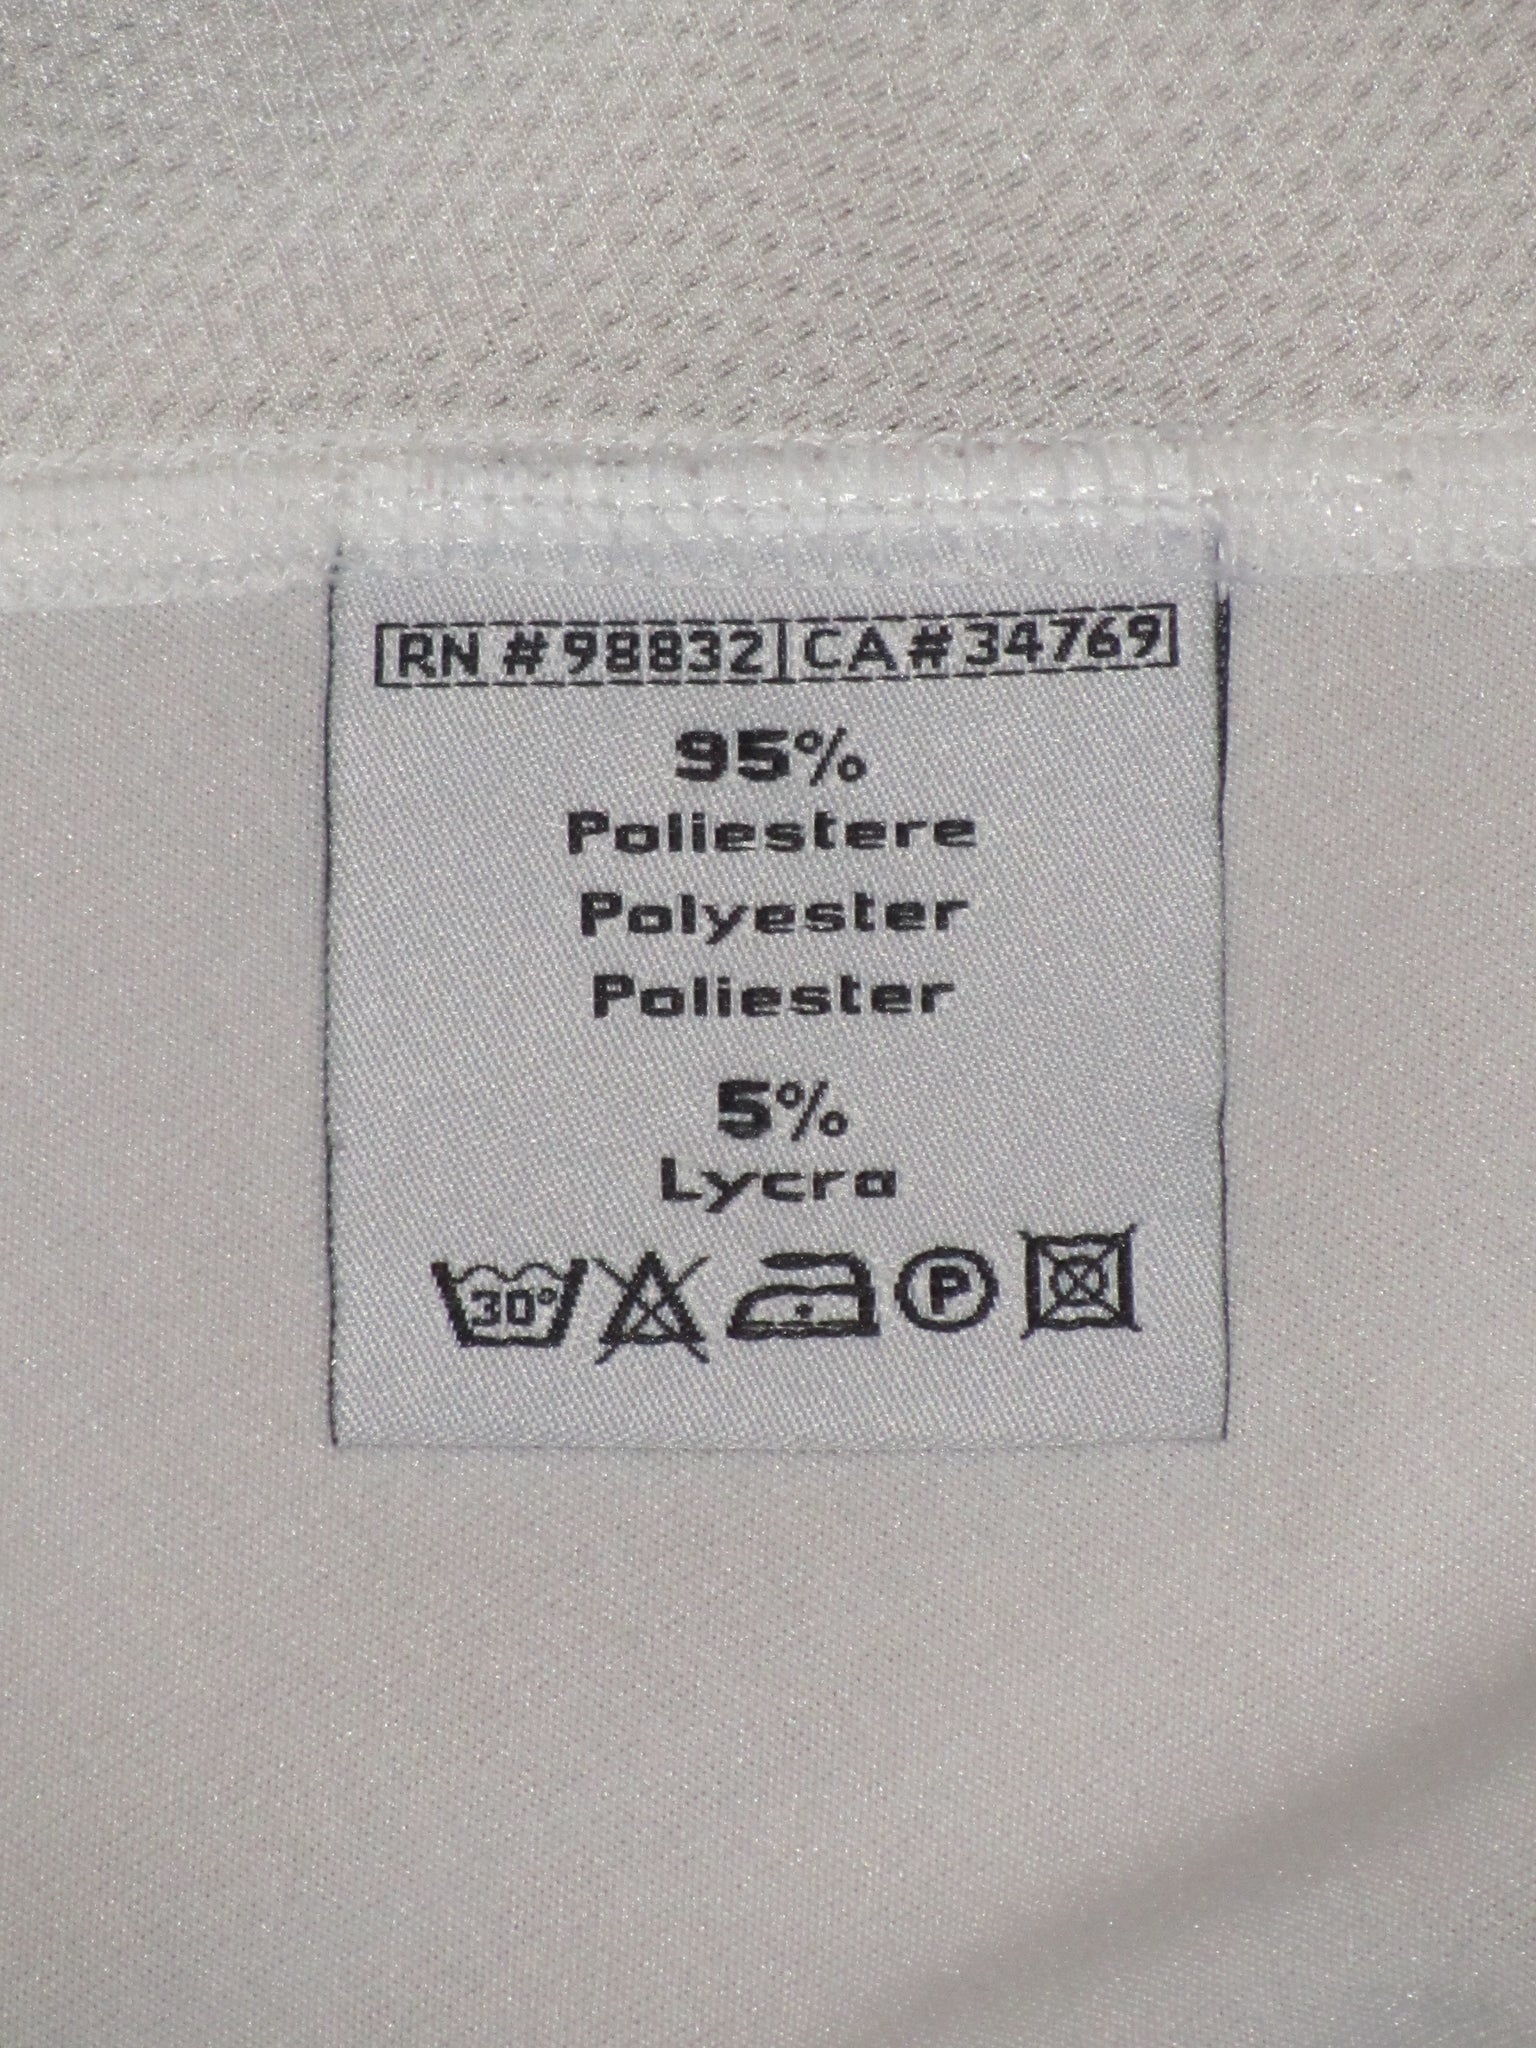 RN # 98832 | CA # 34769
95%
Poliestere
Polyester
Poliester
5%
Lycra
30° P